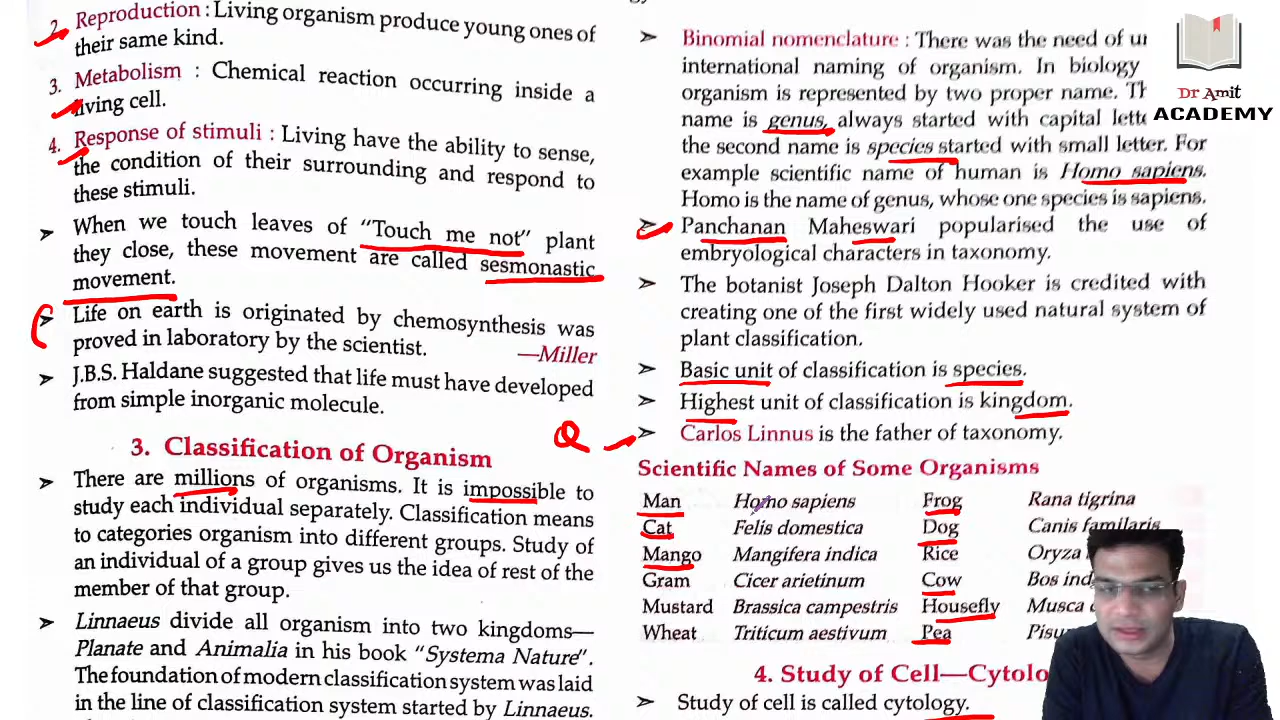 2. Reproduction : Living organism produce young ones of
their same kind.
3. Metabolism : Chemical reaction occurring inside a
living cell.
4. Response of stimuli : Living have the ability to sense,
the condition of their surrounding and respond to
these stimuli.
➤ When we touch leaves of “Touch me not” plant
they close, these movement are called sesmonastic
movement.
➤ Life on earth is originated by chemosynthesis was
proved in laboratory by the scientist. —Miller
➤ J.B.S. Haldane suggested that life must have developed
from simple inorganic molecule.
3. Classification of Organism
➤ There are millions of organisms. It is impossible to
study each individual separately. Classification means
to categories organism into different groups. Study of
an individual of a group gives us the idea of rest of the
member of that group.
➤ Linnaeus divide all organism into two kingdoms—
Planate and Animalia in his book “Systema Nature”.
The foundation of modern classification system was laid
in the line of classification system started by Linnaeus.
➤ Binomial nomenclature : There was the need of
international naming of organism. In biology
organism is represented by two proper name.
name is genus, always started with capital
the second name is species started with small letter. For
example scientific name of human is Homo sapiens.
Homo is the name of genus, whose one species is sapiens.
➤ Panchanan Maheswari popularised the use of
embryological characters in taxonomy.
➤ The botanist Joseph Dalton Hooker is credited with
creating one of the first widely used natural system of
plant classification.
➤ Basic unit of classification is species.
➤ Highest unit of classification is kingdom.
Q ➤ Carlos Linnus is the father of taxonomy.
Scientific Names of Some Organisms
Man Homo sapiens Frog Rana tigrina
Cat Felis domestica Dog Canis familaris
Mango Mangifera indica Rice Oryza
Gram Cicer arietinum Cow Bos
Mustard Brassica campestris Housefly Musca
Wheat Triticum aestivum Pea
4. Study of Cell—
➤ Study of cell is called cytology.
Dr Amit
ACADEMY